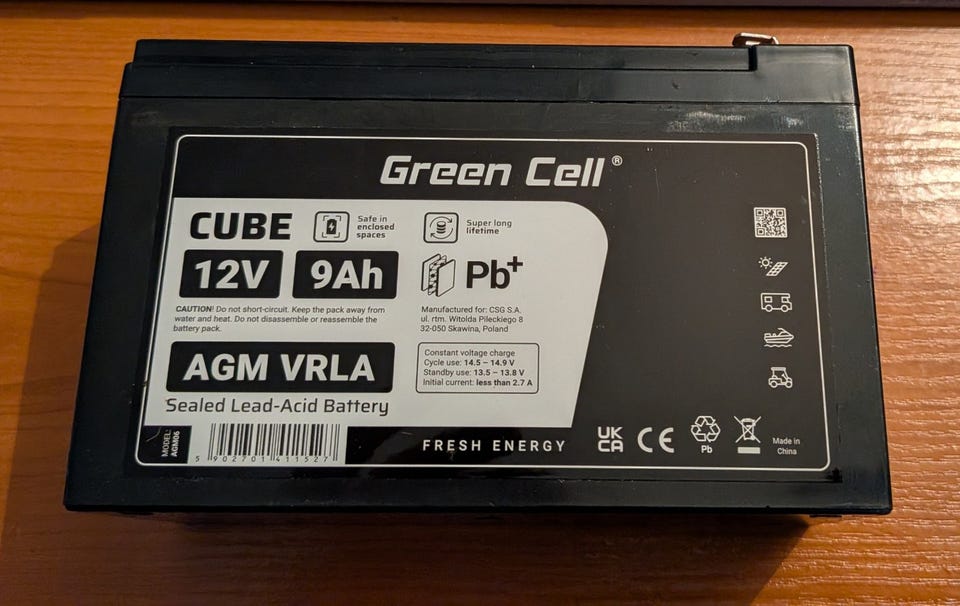 Green Cell®
CUBE
Safe in
enclosed
spaces
Super long
lifetime
12V
9Ah
Pb+
CAUTION! Do not short-circuit. Keep the pack away from
water and heat. Do not disassemble or reassemble the
battery pack.
Manufactured for: CSG S.A.
ul. rtm. Witolda Pileckiego 8
32-050 Skawina, Poland
AGM VRLA
Sealed Lead-Acid Battery
Constant voltage charge
Cycle use: 14.5 – 14.9 V
Standby use: 13.5 – 13.8 V
Initial current: less than 2.7 A
MODEL:
AGM06
5 902701 411527
FRESH ENERGY
UK
CA
CE
Pb
Made in
China